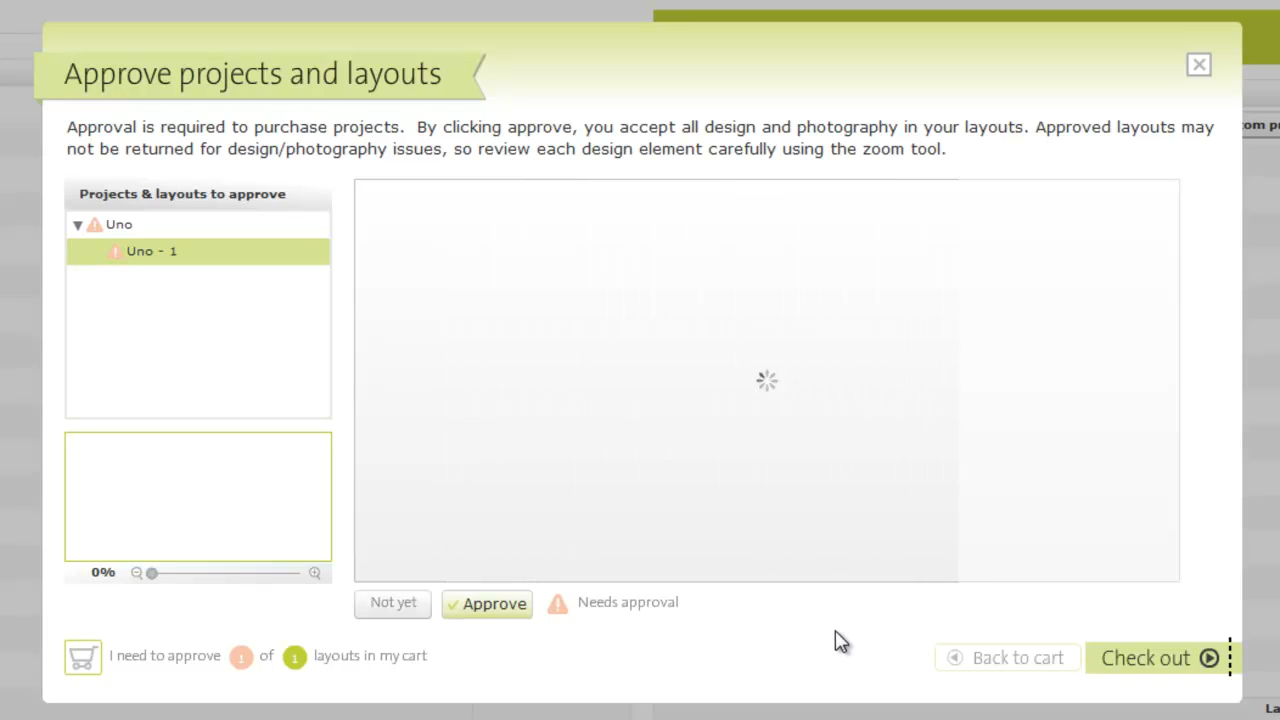 Approve projects and layouts
Approval is required to purchase projects. By clicking approve, you accept all design and photography in your layouts. Approved layouts may
not be returned for design/photography issues, so review each design element carefully using the zoom tool.
Projects & layouts to approve
Uno
Uno - 1
0%
Not yet
Approve
Needs approval
I need to approve 1 of 1 layouts in my cart
Back to cart
Check out